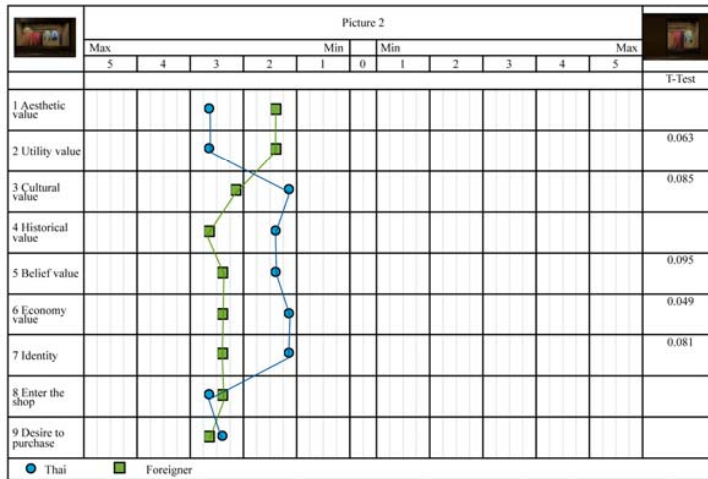 Picture 2
Max Min Min Max
5 4 3 2 1 0 1 2 3 4 5
T-Test
1 Aesthetic
value
2 Utility value 0.063
3 Cultural 0.085
value
4 Historical
value
5 Belief value 0.095
6 Economy 0.049
value
7 Identity 0.081
8 Enter the
shop
9 Desire to
purchase
Thai Foreigner